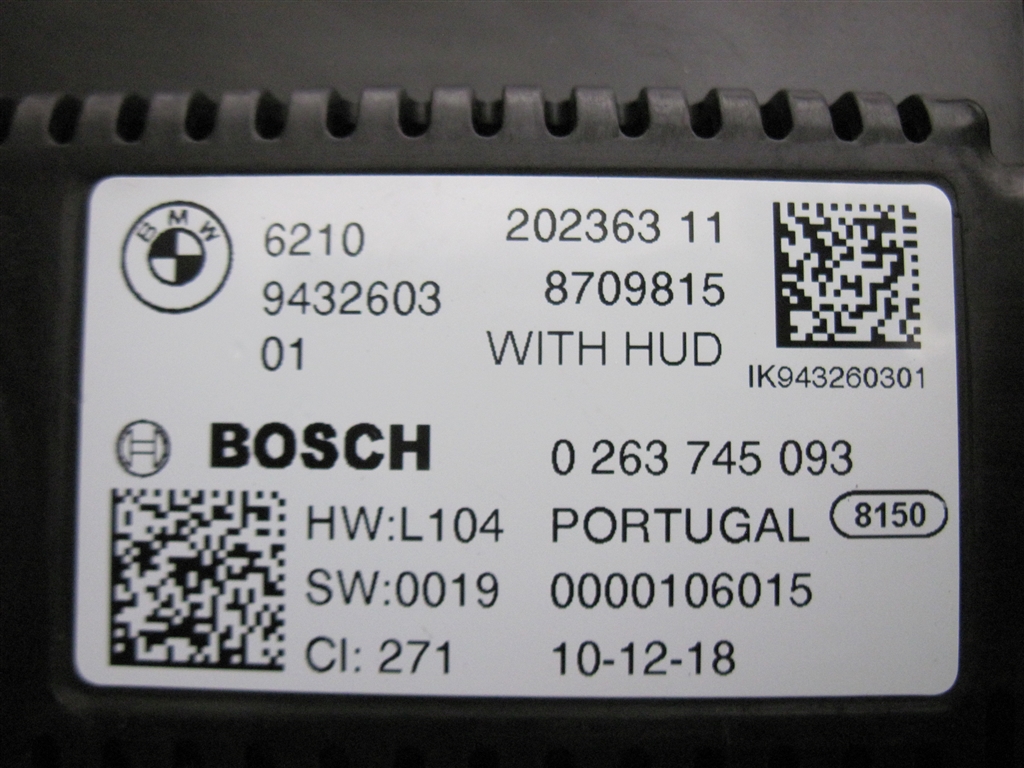 BMW
6210 202363 11
9432603 8709815
01 WITH HUD
IK943260301
BOSCH 0 263 745 093
HW:L104 PORTUGAL 8150
SW:0019 0000106015
CI: 271 10-12-18